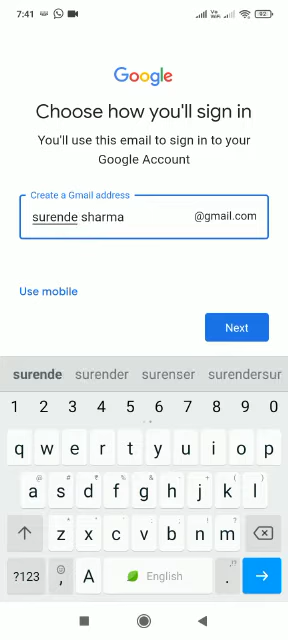 7:41
92
Google
Choose how you'll sign in
You'll use this email to sign in to your
Google Account
Create a Gmail address
surende sharma @gmail.com
Use mobile
Next
surende surender surenser surendersur
1 2 3 4 5 6 7 8 9 0
q w e r t y u i o p
a s d f g h j k l
z x c v b n m
?123 , A English .